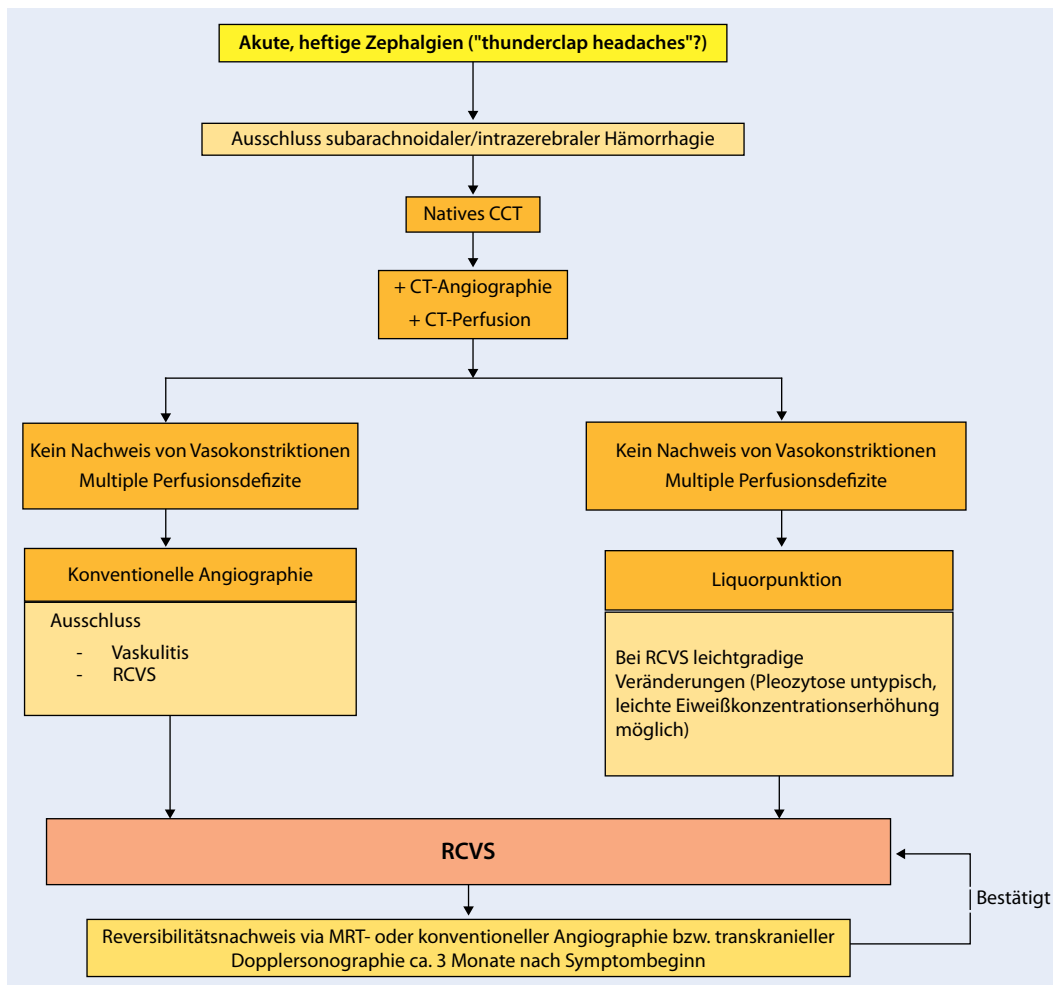 Akute, heftige Zephalgien ("thunderclap headaches"?)
Ausschluss subarachnoidaler/intrazerebraler Hämorrhagie
Natives CCT
+ CT-Angiographie
+ CT-Perfusion
Kein Nachweis von Vasokonstriktionen
Multiple Perfusionsdefizite
Kein Nachweis von Vasokonstriktionen
Multiple Perfusionsdefizite
Konventionelle Angiographie
Ausschluss
- Vaskulitis
- RCVS
Liquorpunktion
Bei RCVS leichtgradige
Veränderungen (Pleozytose untypisch,
leichte Eiweißkonzentrationserhöhung
möglich)
RCVS
Bestätigt
Reversibilitätsnachweis via MRT- oder konventioneller Angiographie bzw. transkranieller
Dopplersonographie ca. 3 Monate nach Symptombeginn